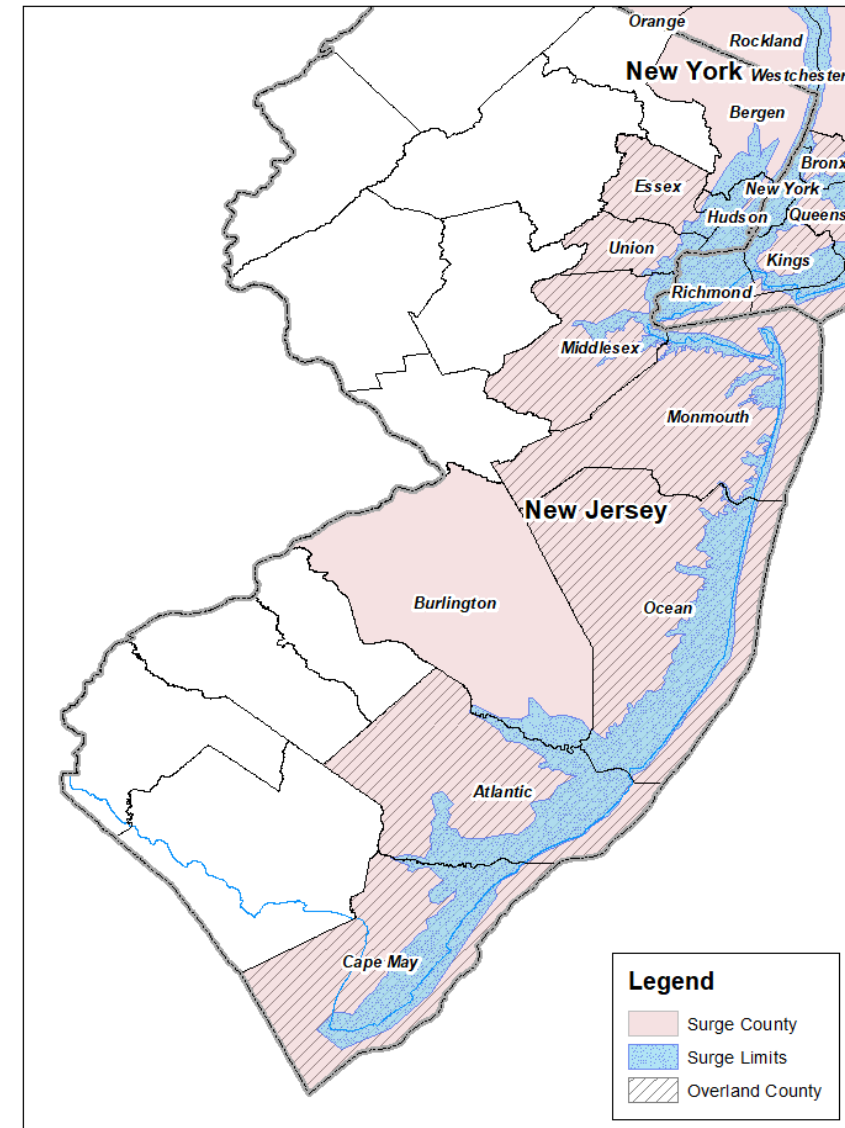 Orange
Rockland
New York
Westchester
Bergen
Bronx
Essex
New York
Hudson
Queens
Union
Kings
Richmond
Middlesex
Monmouth
New Jersey
Burlington
Ocean
Atlantic
Cape May
Legend
Surge County
Surge Limits
Overland County